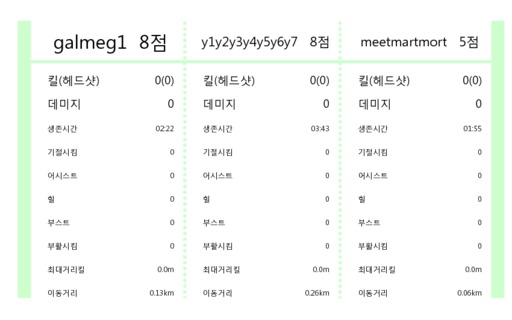 galmeg1 8점 y1y2y3y4y5y6y7 8점 meetmartmort 5점
킬(헤드샷) 0(0) 킬(헤드샷) 0(0) 킬(헤드샷) 0(0)
데미지 0 데미지 0 데미지 0
생존시간 02:22 생존시간 03:43 생존시간 01:55
기절시킴 0 기절시킴 0 기절시킴 0
어시스트 0 어시스트 0 어시스트 0
힐 0 힐 0 힐 0
부스트 0 부스트 0 부스트 0
부활시킴 0 부활시킴 0 부활시킴 0
최대거리킬 0.0m 최대거리킬 0.0m 최대거리킬 0.0m
이동거리 0.13km 이동거리 0.26km 이동거리 0.06km